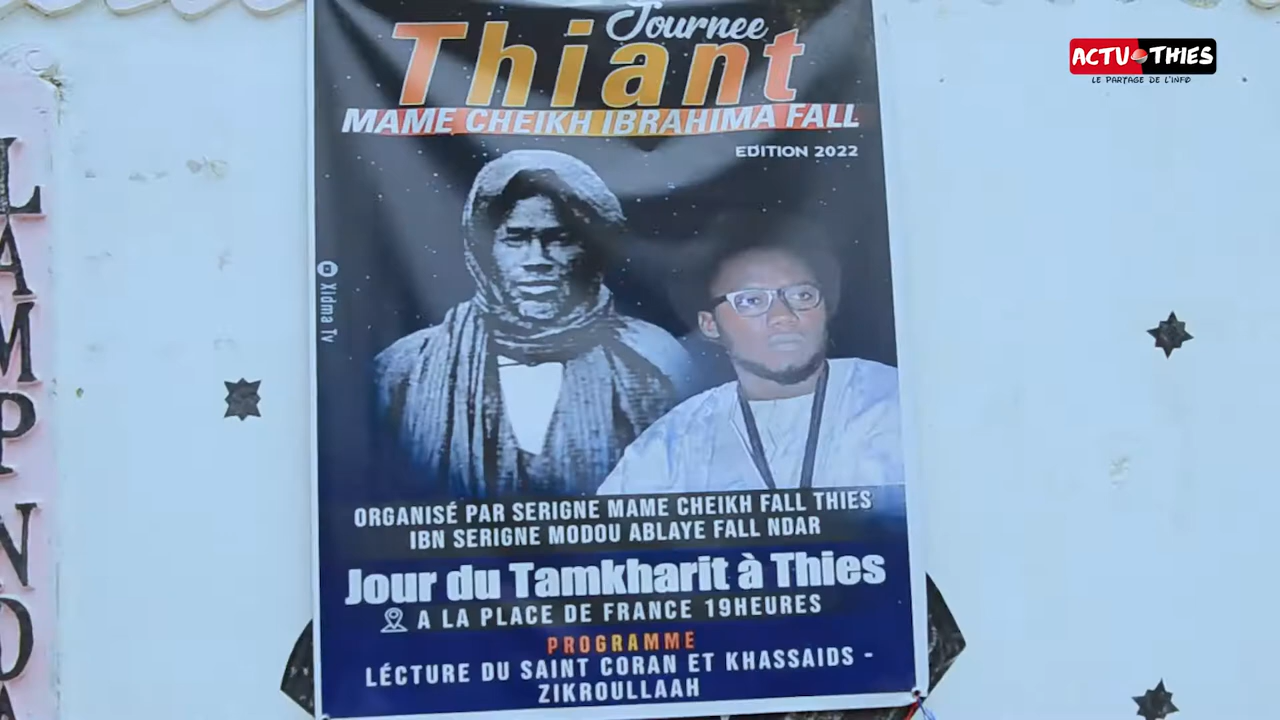 ACTU THIES
LE PARTAGE DE L'INFO
Journee
Thiant
MAME CHEIKH IBRAHIMA FALL
EDITION 2022
Xidma Tv
ORGANISÉ PAR SERIGNE MAME CHEIKH FALL THIES
IBN SERIGNE MODOU ABLAYE FALL NDAR
Jour du Tamkharit à Thies
A LA PLACE DE FRANCE 19HEURES
PROGRAMME
LÉCTURE DU SAINT CORAN ET KHASSAIDS -
ZIKROULLAAH
LAMP NDA